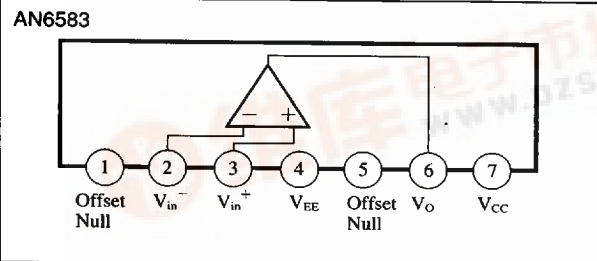 AN6583
− +
1 2 3 4 5 6 7
Offset Null Vin− Vin+ VEE Offset Null VO VCC